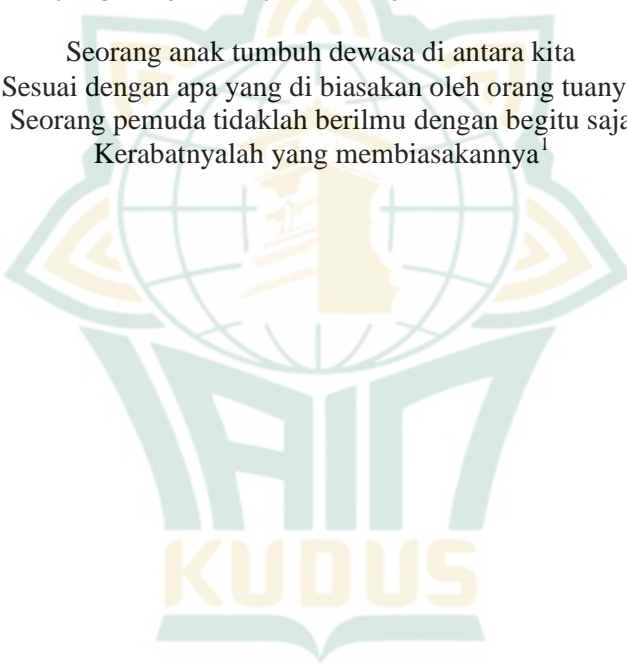 Seorang anak tumbuh dewasa di antara kita
Sesuai dengan apa yang di biasakan oleh orang tuany
Seorang pemuda tidaklah berilmu dengan begitu saja
Kerabatnyalah yang membiasakannya1
IAIN
KUDUS